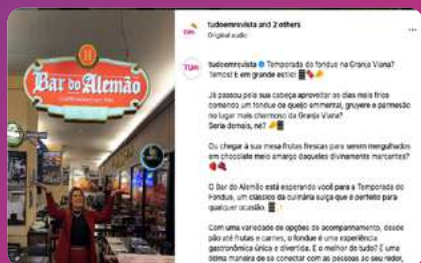 Bar do Alemão
TÚM
tudoemrevista and 2 others
Original audio
...
TÚM
tudoemrevista Temporada do fondue na Granja Viana?
Temos! E em grande estilo!
Já passou pela sua cabeça aproveitar os dias mais frios
comendo um fondue de queijo emmental, gruyere e parmesão
no lugar mais charmoso da Granja Viana?
Seria demais, né?
Ou chegar à sua mesa frutas frescas para serem mergulhados
em chocolate meio amargo daqueles divinamente marcantes?
O Bar do Alemão está esperando você para a Temporada do
Fondue, um clássico da culinária suíça que é perfeito para
qualquer ocasião.
Com uma variedade de opções de acompanhamento, desde
pão até frutas e carnes, o fondue é uma experiência
gastronômica única e divertida. E o melhor de tudo? É uma
ótima maneira de se conectar com as pessoas ao seu redor,